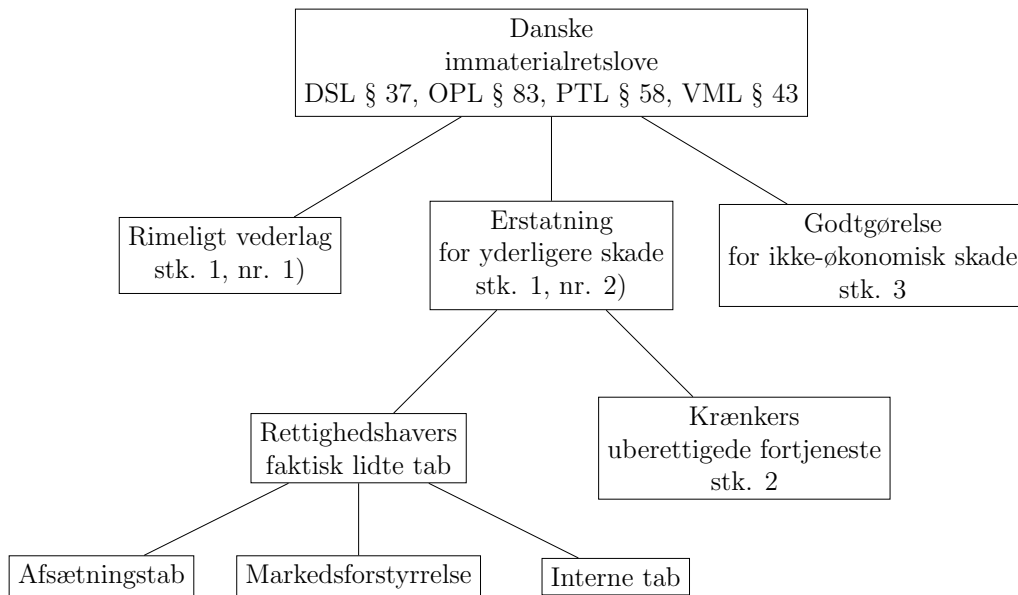 Danske
immaterialretslove
DSL § 37, OPL § 83, PTL § 58, VML § 43
Rimeligt vederlag
stk. 1, nr. 1)
Erstatning
for yderligere skade
stk. 1, nr. 2)
Godtgørelse
for ikke-økonomisk skade
stk. 3
Rettighedshavers
faktisk lidte tab
Krænkers
uberettigede fortjeneste
stk. 2
Afsætningstab
Markedsforstyrrelse
Interne tab